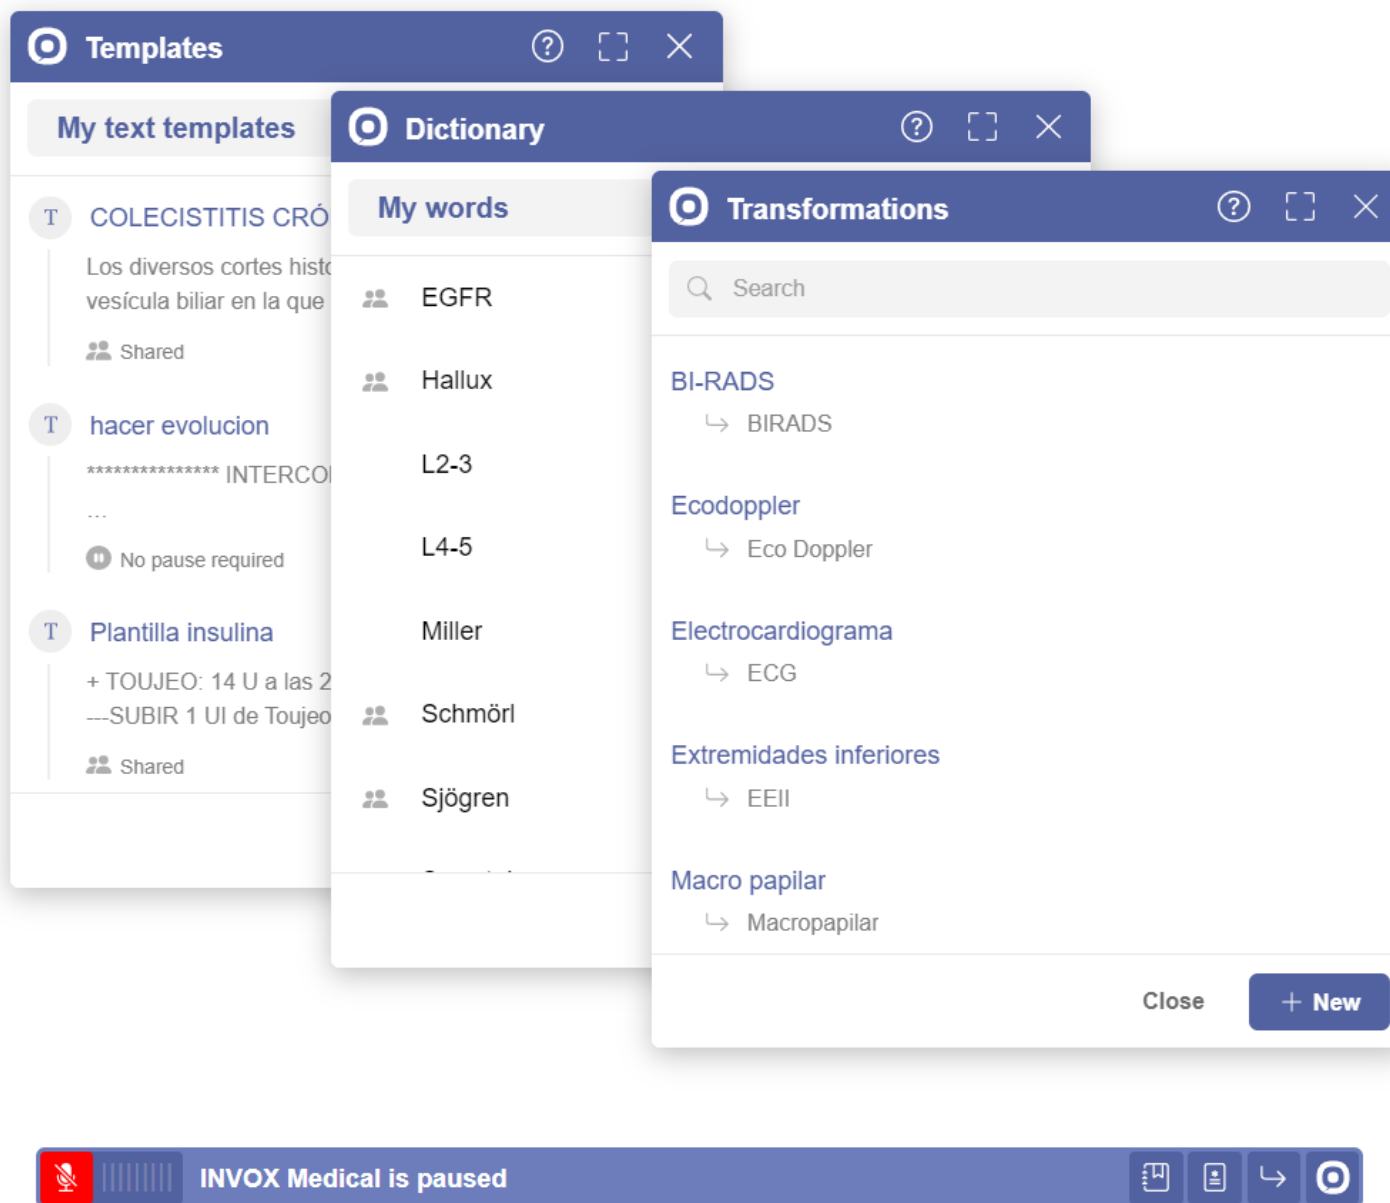 Templates
My text templates
T COLECISTITIS CRÓ
Los diversos cortes histo
vesícula biliar en la que
Shared
T hacer evolucion
*************** INTERCO
...
No pause required
T Plantilla insulina
+ TOUJEO: 14 U a las 2
---SUBIR 1 UI de Toujeo
Shared
Dictionary
My words
EGFR
Hallux
L2-3
L4-5
Miller
Schmörl
Sjögren
Transformations
Search
BI-RADS
BIRADS
Ecodoppler
Eco Doppler
Electrocardiograma
ECG
Extremidades inferiores
EEII
Macro papilar
Macropapilar
Close + New
INVOX Medical is paused